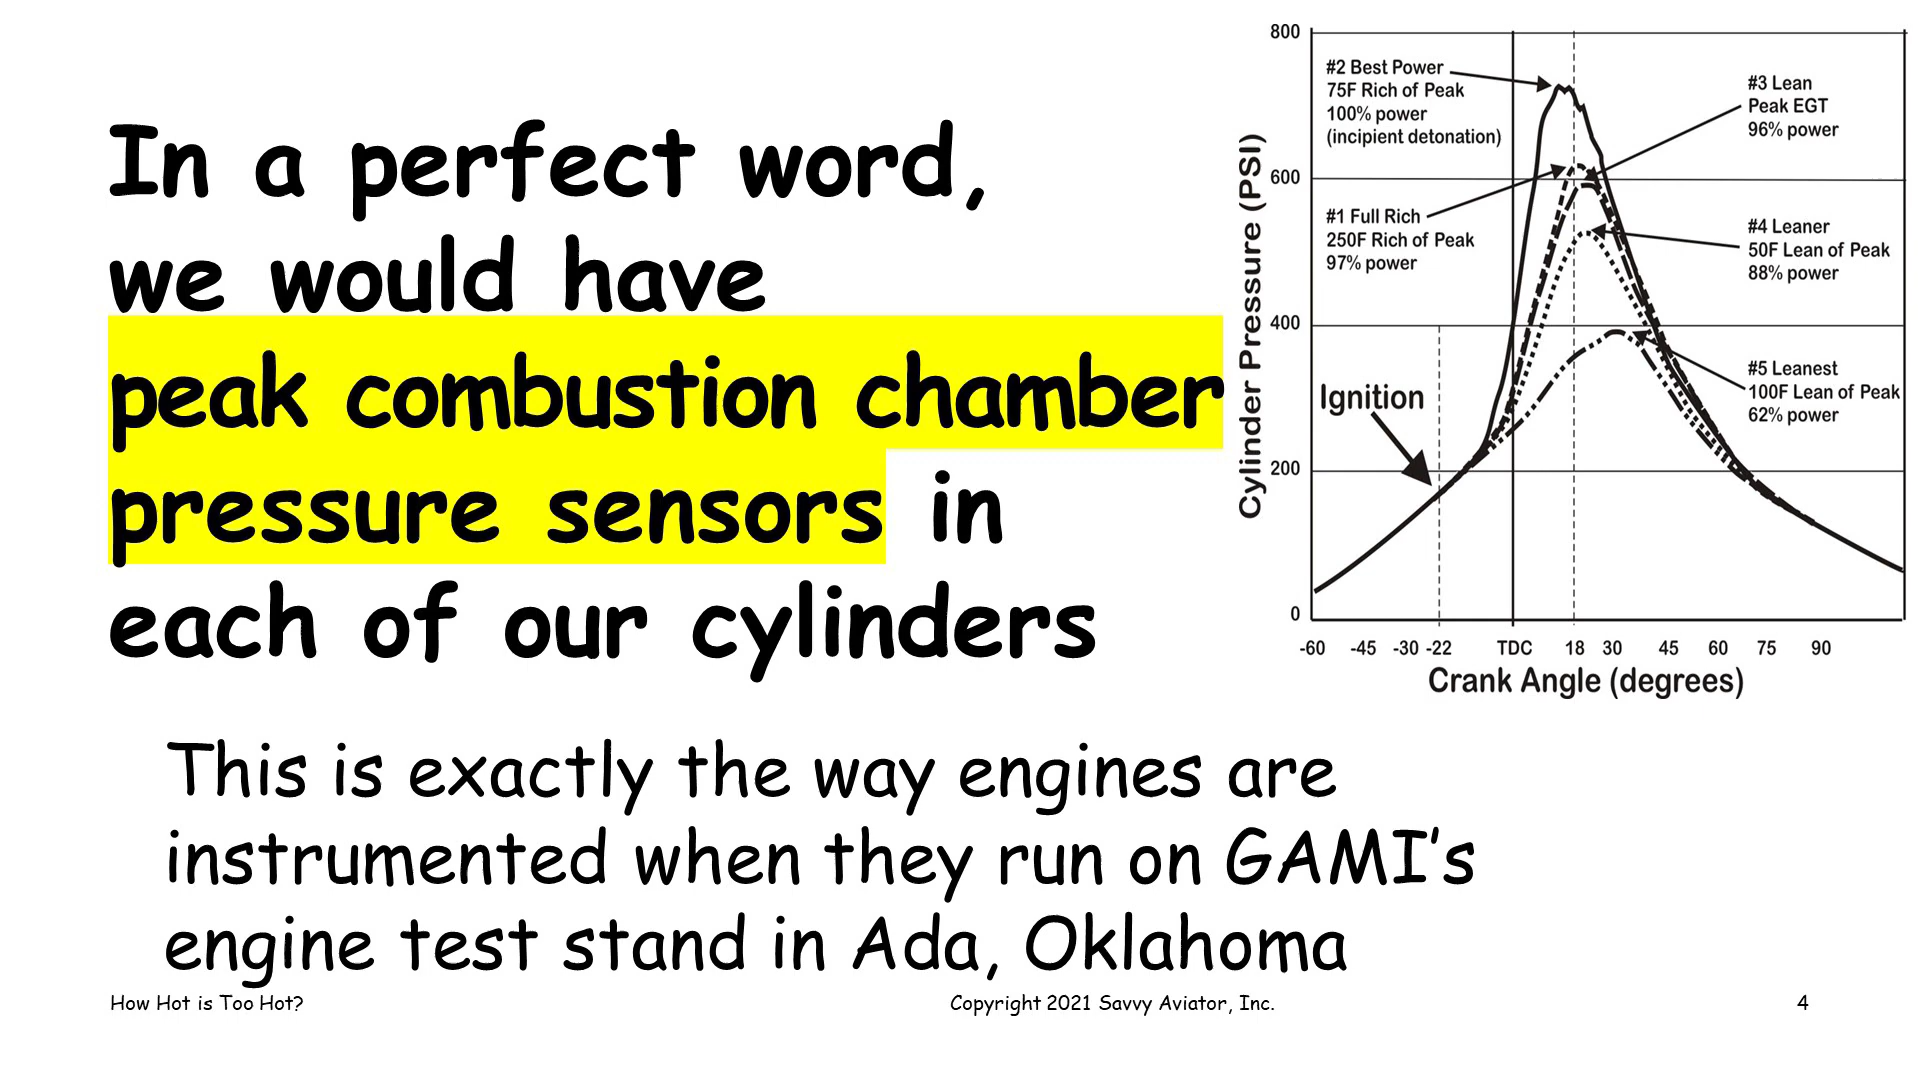 In a perfect word,
we would have
peak combustion chamber
pressure sensors in
each of our cylinders
This is exactly the way engines are
instrumented when they run on GAMI’s
engine test stand in Ada, Oklahoma
800
600
400
200
0
Cylinder Pressure (PSI)
#2 Best Power
75F Rich of Peak
100% power
(incipient detonation)
#1 Full Rich
250F Rich of Peak
97% power
Ignition
#3 Lean
Peak EGT
96% power
#4 Leaner
50F Lean of Peak
88% power
#5 Leanest
100F Lean of Peak
62% power
-60 -45 -30 -22 TDC 18 30 45 60 75 90
Crank Angle (degrees)
How Hot is Too Hot?
Copyright 2021 Savvy Aviator, Inc.
4